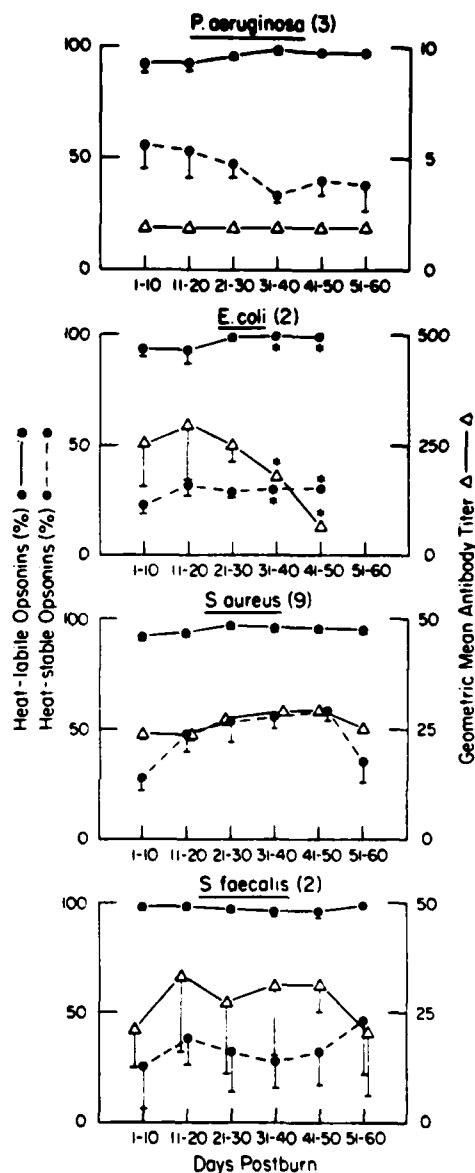 P. aeruginosa (3)
100
50
0
10
5
0
1-10 11-20 21-30 31-40 41-50 51-60
E. coli (2)
100
50
0
500
250
0
* *
* *
* *
1-10 11-20 21-30 31-40 41-50 51-60
S aureus (9)
100
50
0
50
25
0
1-10 11-20 21-30 31-40 41-50 51-60
S faecalis (2)
100
50
0
50
25
0
1-10 11-20 21-30 31-40 41-50 51-60
Days Postburn
Heat-labile Opsonins (%)
Heat-stable Opsonins (%)
Geometric Mean Antibody Titer